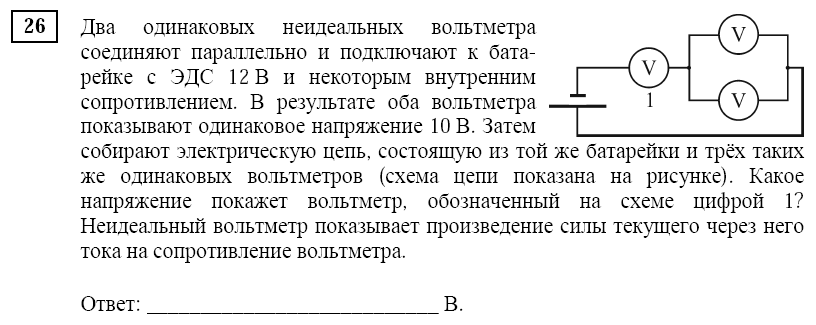 26
Два одинаковых неидеальных вольтметра
соединяют параллельно и подключают к бата-
рейке с ЭДС 12 В и некоторым внутренним
сопротивлением. В результате оба вольтметра
показывают одинаковое напряжение 10 В. Затем
V
V
V
1
собирают электрическую цепь, состоящую из той же батарейки и трёх таких
же одинаковых вольтметров (схема цепи показана на рисунке). Какое
напряжение покажет вольтметр, обозначенный на схеме цифрой 1?
Неидеальный вольтметр показывает произведение силы текущего через него
тока на сопротивление вольтметра.
Ответ: ___________________________ В.